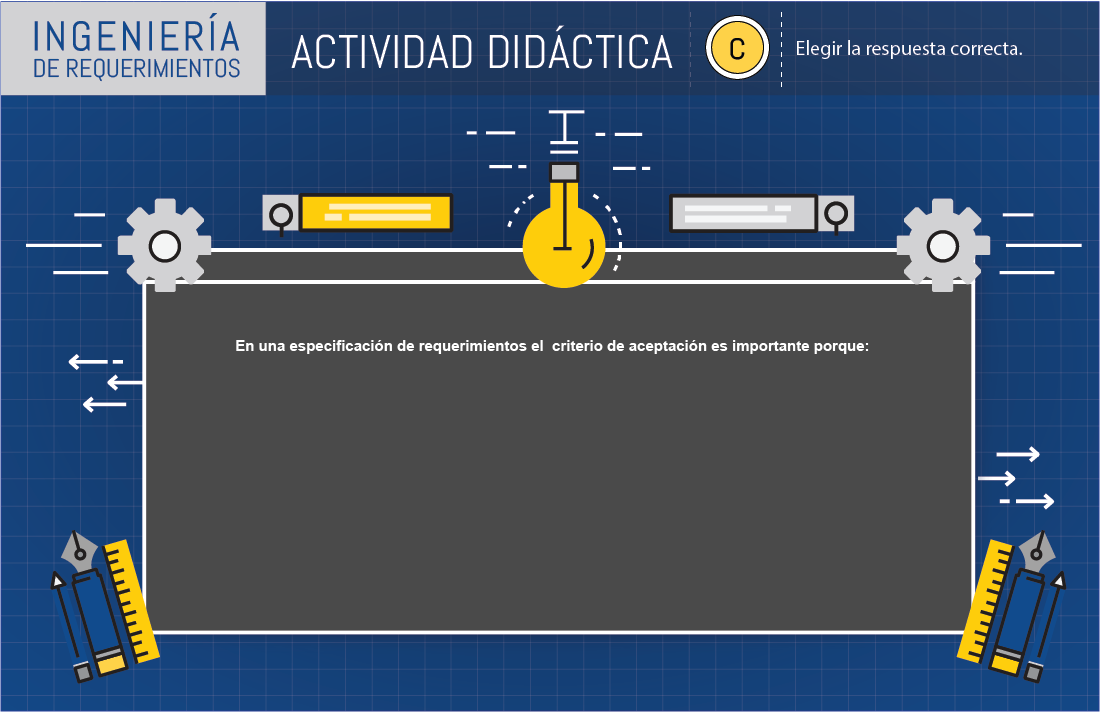 INGENIERÍA
DE REQUERIMIENTOS
ACTIVIDAD DIDÁCTICA
C
Elegir la respuesta correcta.
En una especificación de requerimientos el  criterio de aceptación es importante porque: